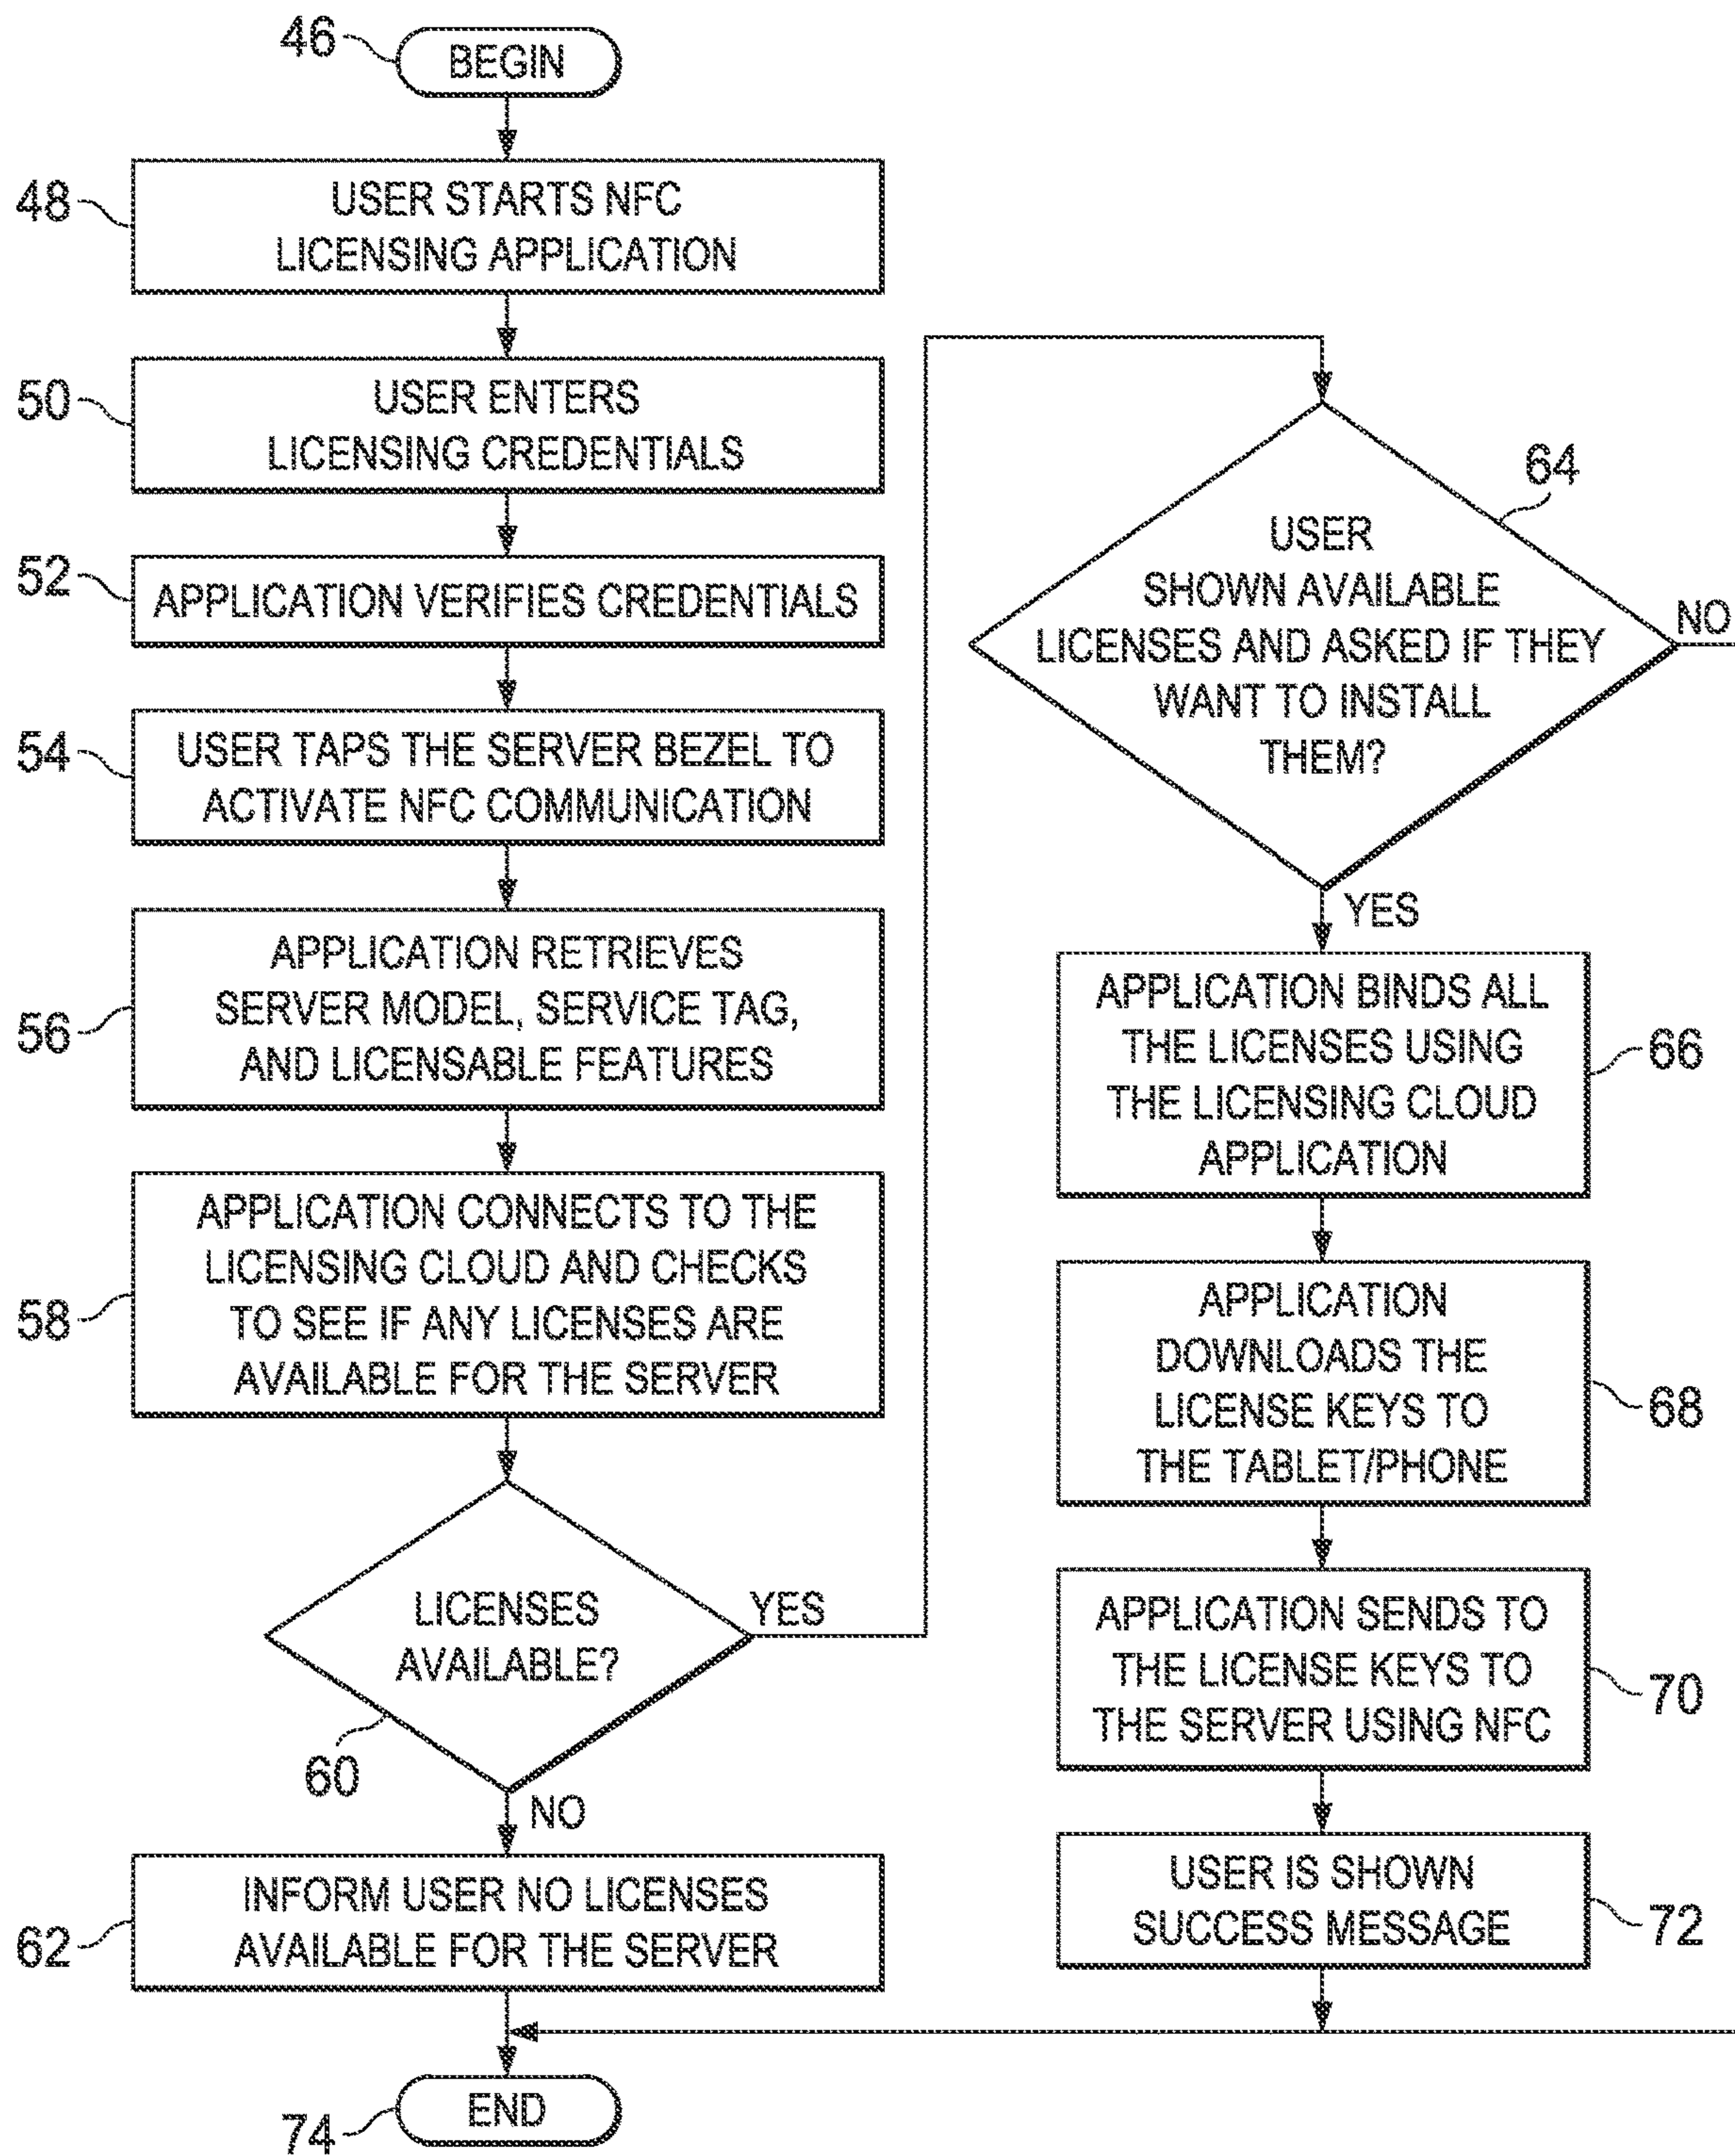 46
BEGIN
48
USER STARTS NFC
LICENSING APPLICATION
50
USER ENTERS
LICENSING CREDENTIALS
52
APPLICATION VERIFIES CREDENTIALS
54
USER TAPS THE SERVER BEZEL TO
ACTIVATE NFC COMMUNICATION
56
APPLICATION RETRIEVES
SERVER MODEL, SERVICE TAG,
AND LICENSABLE FEATURES
58
APPLICATION CONNECTS TO THE
LICENSING CLOUD AND CHECKS
TO SEE IF ANY LICENSES ARE
AVAILABLE FOR THE SERVER
LICENSES
AVAILABLE?
YES
60
NO
62
INFORM USER NO LICENSES
AVAILABLE FOR THE SERVER
64
USER
SHOWN AVAILABLE
LICENSES AND ASKED IF THEY
WANT TO INSTALL
THEM?
NO
YES
APPLICATION BINDS ALL
THE LICENSES USING
THE LICENSING CLOUD
APPLICATION
66
APPLICATION
DOWNLOADS THE
LICENSE KEYS TO
THE TABLET/PHONE
68
APPLICATION SENDS TO
THE LICENSE KEYS TO
THE SERVER USING NFC
70
USER IS SHOWN
SUCCESS MESSAGE
72
74
END